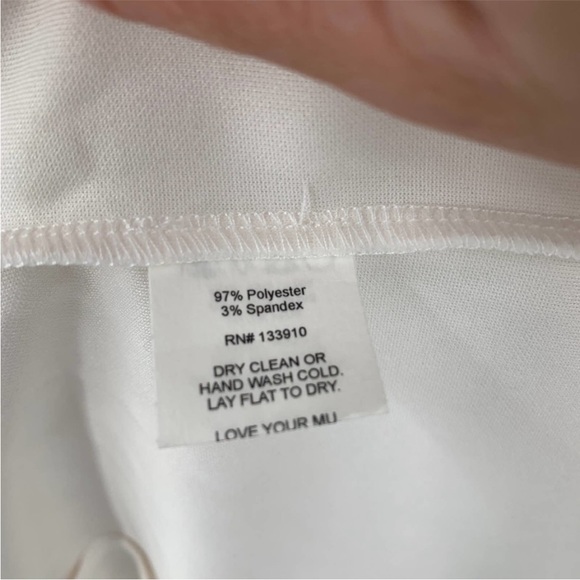 97% Polyester
3% Spandex
RN# 133910
DRY CLEAN OR
HAND WASH COLD.
LAY FLAT TO DRY.
LOVE YOUR MU